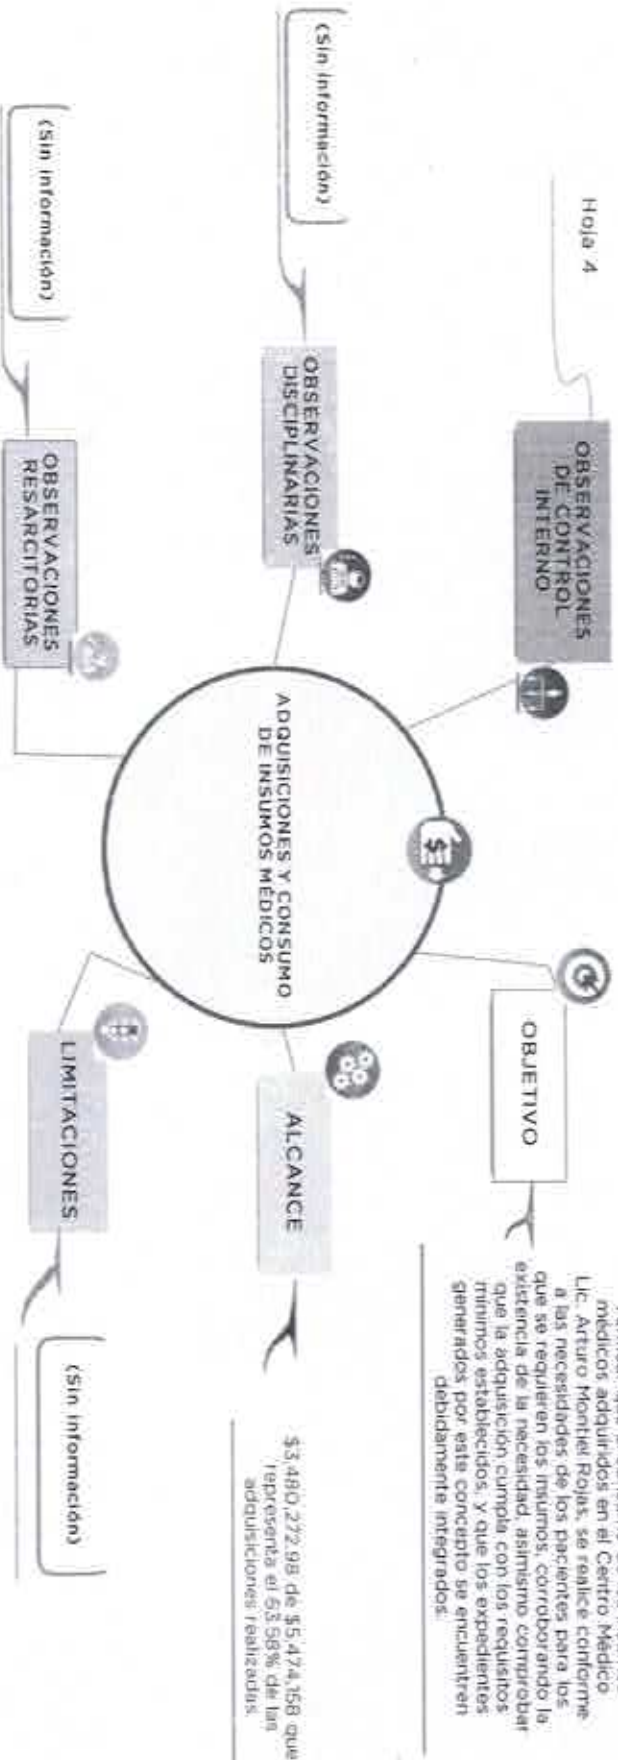 Hoja 4
OBSERVACIONES
DE CONTROL
INTERNO
(Sin información)
OBSERVACIONES
DISCIPLINARIAS
(Sin información)
OBSERVACIONES
RESARCITORIAS
ADQUISICIONES Y CONSUMO
DE INSUMOS MÉDICOS
OBJETIVO
médicos adquiridos en el Centro Médico
Lic. Arturo Montiel Rojas, se realice conforme
a las necesidades de los pacientes para los
que se requieren los insumos, corroborando la
existencia de la necesidad, asimismo comprobar
que la adquisición cumpla con los requisitos
mínimos establecidos, y que los expedientes
generados por este concepto se encuentren
debidamente integrados.
ALCANCE
$3,480,272.98 de $5,474,158 que
representa el 63.58% de las
adquisiciones realizadas.
LIMITACIONES
(Sin información)